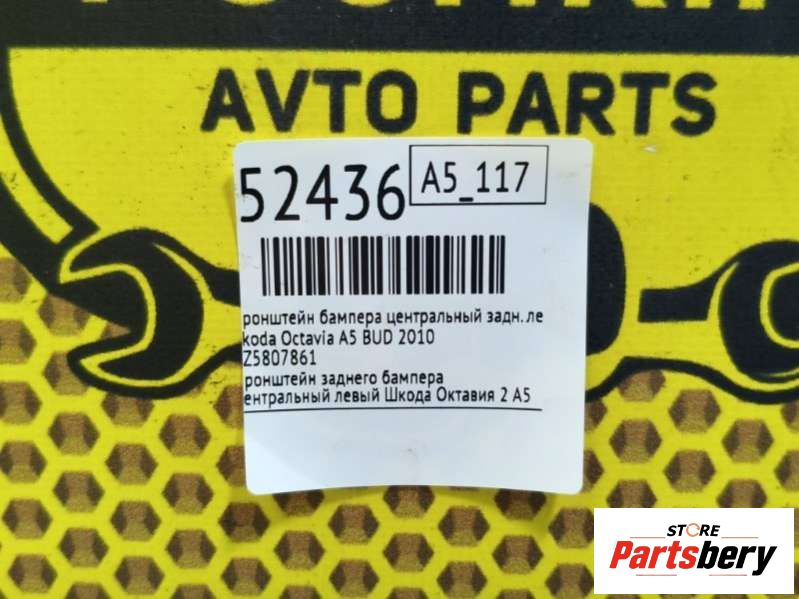 AVTO PARTS
52436
A5_117
ронштейн бампера центральный задн. ле
koda Octavia A5 BUD 2010
Z5807861
ронштейн заднего бампера
ентральный левый Шкода Октавия 2 А5
STORE
Partsbery